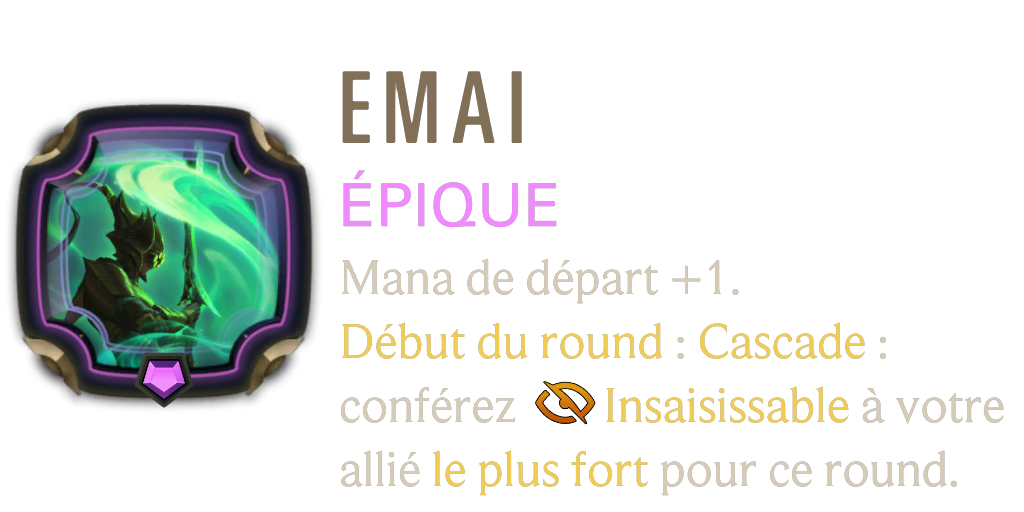 EMAI
ÉPIQUE
Mana de départ +1.
Début du round : Cascade :
conférez Insaisissable à votre
allié le plus fort pour ce round.